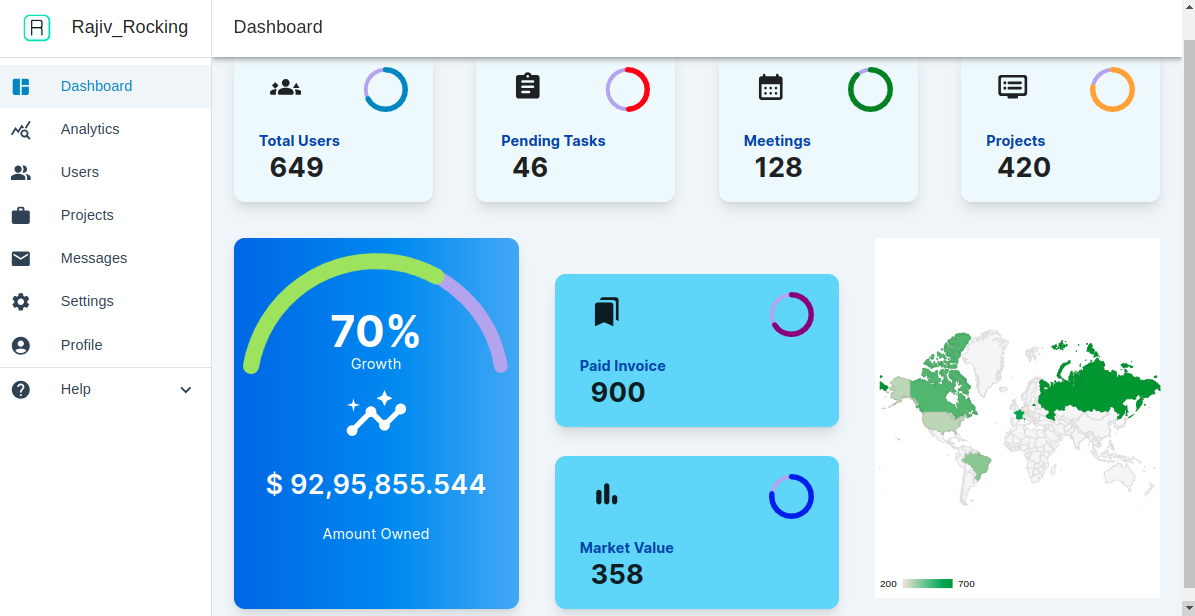 Rajiv_Rocking
Dashboard
Dashboard
Analytics
Users
Projects
Messages
Settings
Profile
Help
Total Users
649
Pending Tasks
46
Meetings
128
Projects
420
70%
Growth
$ 92,95,855.544
Amount Owned
Paid Invoice
900
Market Value
358
200 700